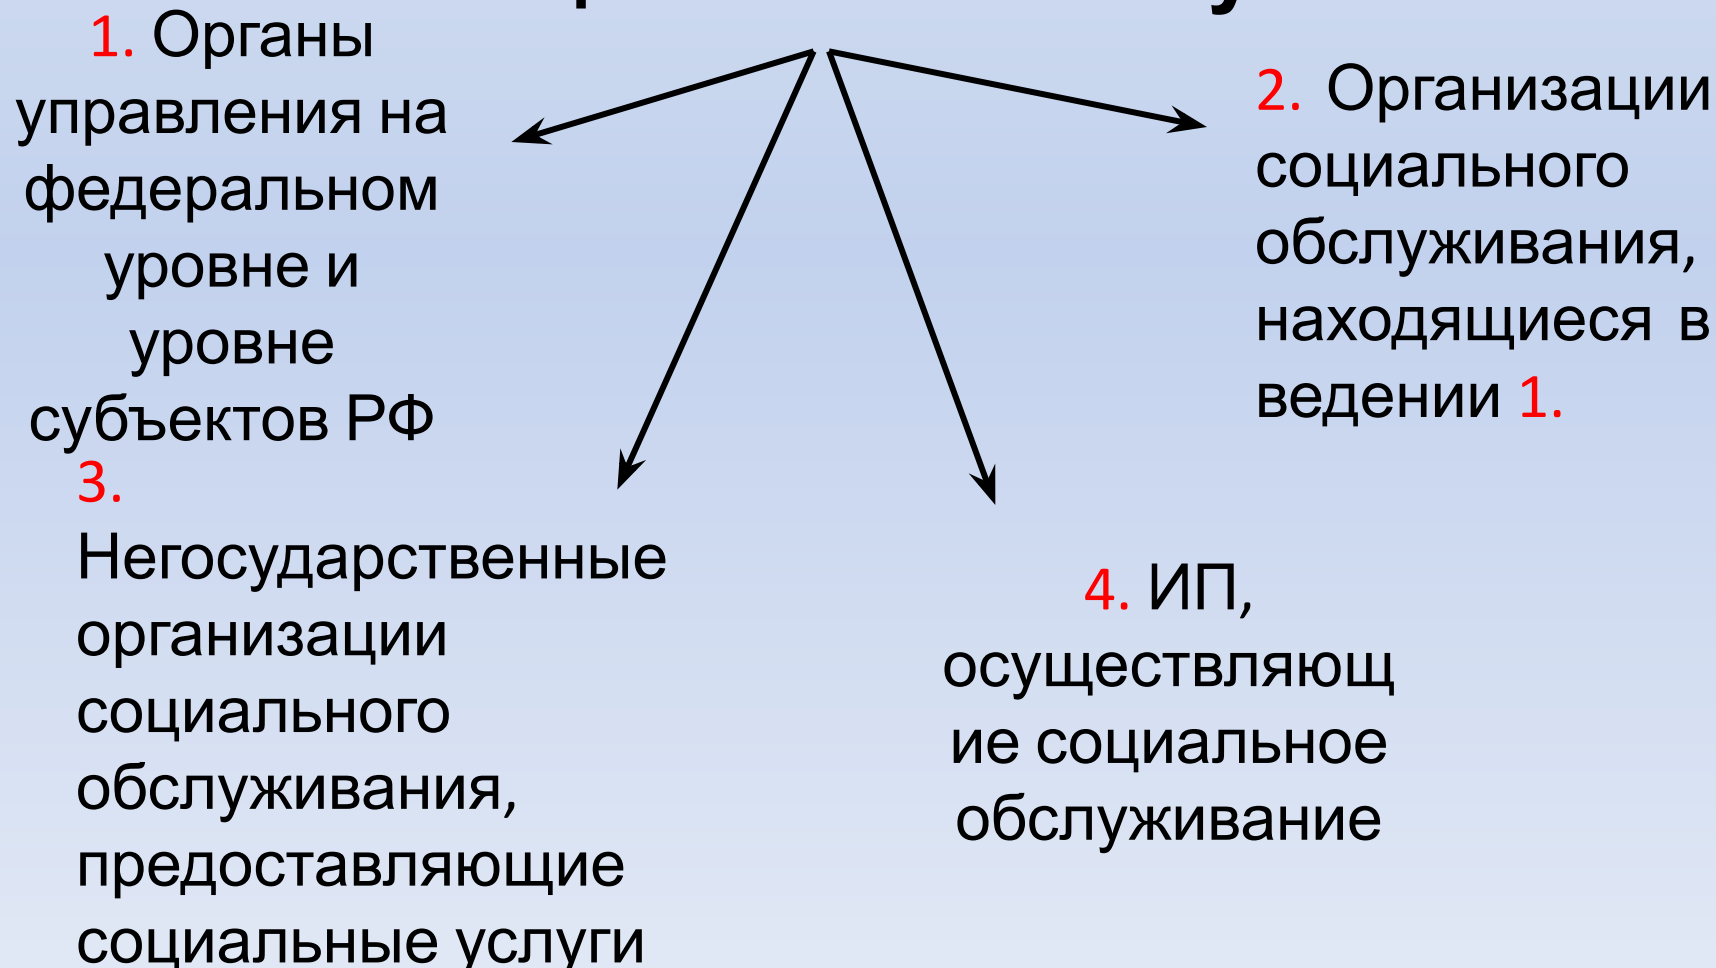 1. Органы
управления на
федеральном
уровне и
уровне
субъектов РФ
2. Организации
социального
обслуживания,
находящиеся в
ведении 1.
3.
Негосударственные
организации
социального
обслуживания,
предоставляющие
социальные услуги
4. ИП,
осуществляющ
ие социальное
обслуживание